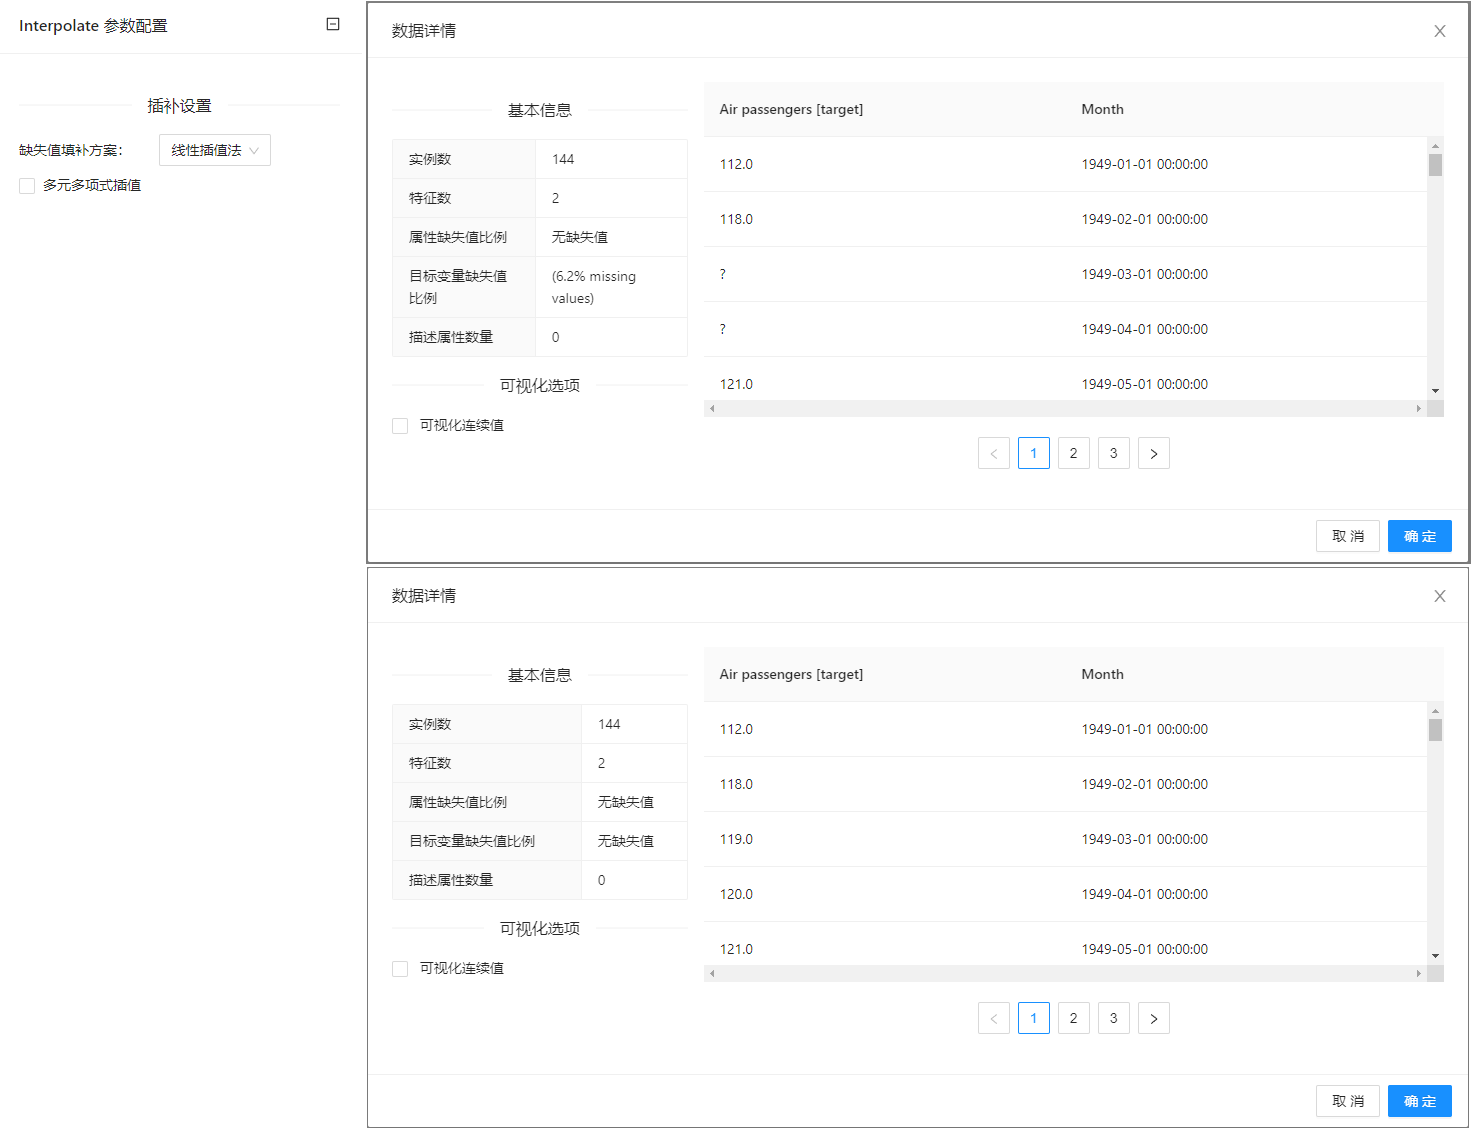 Interpolate 参数配置
插补设置
缺失值填补方案：
线性插值法
多元多项式插值
数据详情
基本信息
实例数 144
特征数 2
属性缺失值比例 无缺失值
目标变量缺失值
比例
(6.2% missing
values)
描述属性数量 0
可视化选项
可视化连续值
Air passengers [target] Month
112.0 1949-01-01 00:00:00
118.0 1949-02-01 00:00:00
? 1949-03-01 00:00:00
? 1949-04-01 00:00:00
121.0 1949-05-01 00:00:00
< 1 2 3 >
取 消 确 定
数据详情
基本信息
实例数 144
特征数 2
属性缺失值比例 无缺失值
目标变量缺失值比例 无缺失值
描述属性数量 0
可视化选项
可视化连续值
Air passengers [target] Month
112.0 1949-01-01 00:00:00
118.0 1949-02-01 00:00:00
119.0 1949-03-01 00:00:00
120.0 1949-04-01 00:00:00
121.0 1949-05-01 00:00:00
< 1 2 3 >
取 消 确 定